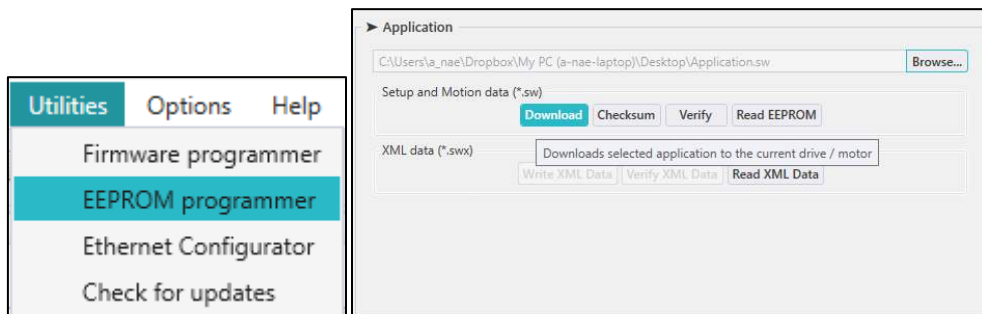 Utilities Options Help
Firmware programmer
EEPROM programmer
Ethernet Configurator
Check for updates
➤ Application
C:\Users\a_nae\Dropbox\My PC (a-nae-laptop)\Desktop\Application.sw Browse...
Setup and Motion data (*.sw)
Download Checksum Verify Read EEPROM
XML data (*.swx)
Downloads selected application to the current drive / motor
Write XML Data Verify XML Data Read XML Data